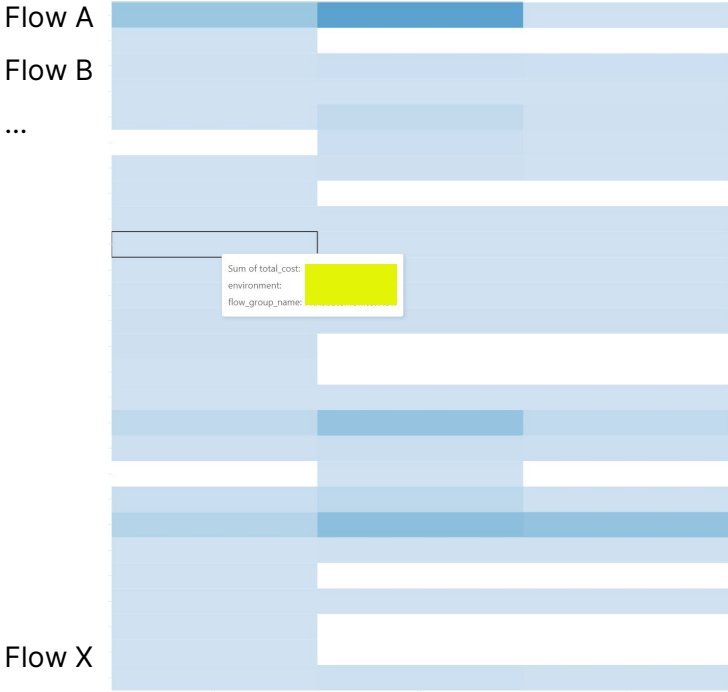 Flow A
Flow B
...
Sum of total_cost:
environment:
flow_group_name:
Flow X